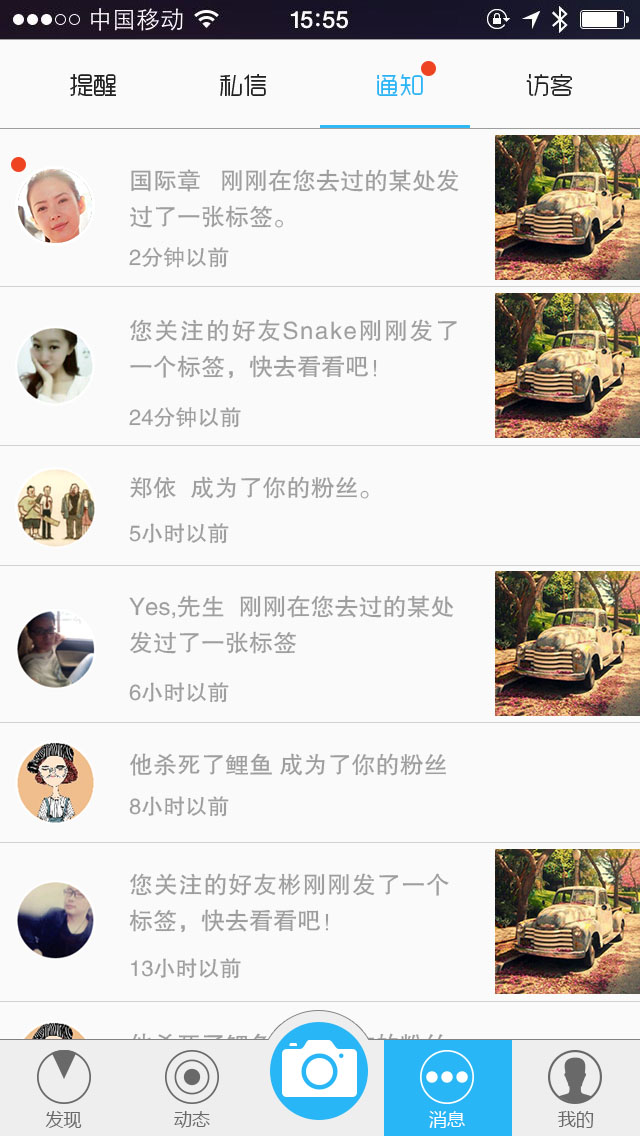 中国移动 15:55
提醒 私信 通知 访客
国际章 刚刚在您去过的某处发
过了一张标签。
2分钟以前
您关注的好友Snake刚刚发了
一个标签，快去看看吧！
24分钟以前
郑依 成为了你的粉丝。
5小时以前
Yes,先生 刚刚在您去过的某处
发过了一张标签
6小时以前
他杀死了鲤鱼 成为了你的粉丝
8小时以前
您关注的好友彬刚刚发了一个
标签，快去看看吧！
13小时以前
发现 动态 消息 我的